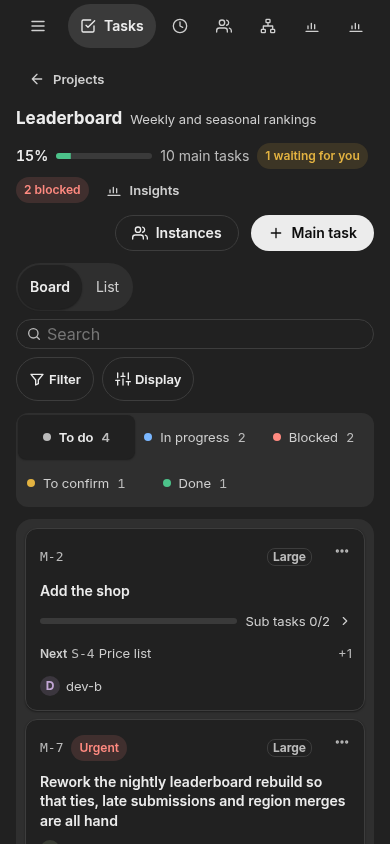 Tasks
Projects
Leaderboard Weekly and seasonal rankings
15% 10 main tasks 1 waiting for you
2 blocked Insights
Instances Main task
Board List
Search
Filter Display
To do 4 In progress 2 Blocked 2
To confirm 1 Done 1
M-2 Large
Add the shop
Sub tasks 0/2
Next S-4 Price list +1
D dev-b
M-7 Urgent Large
Rework the nightly leaderboard rebuild so
that ties, late submissions and region merges
are all hand